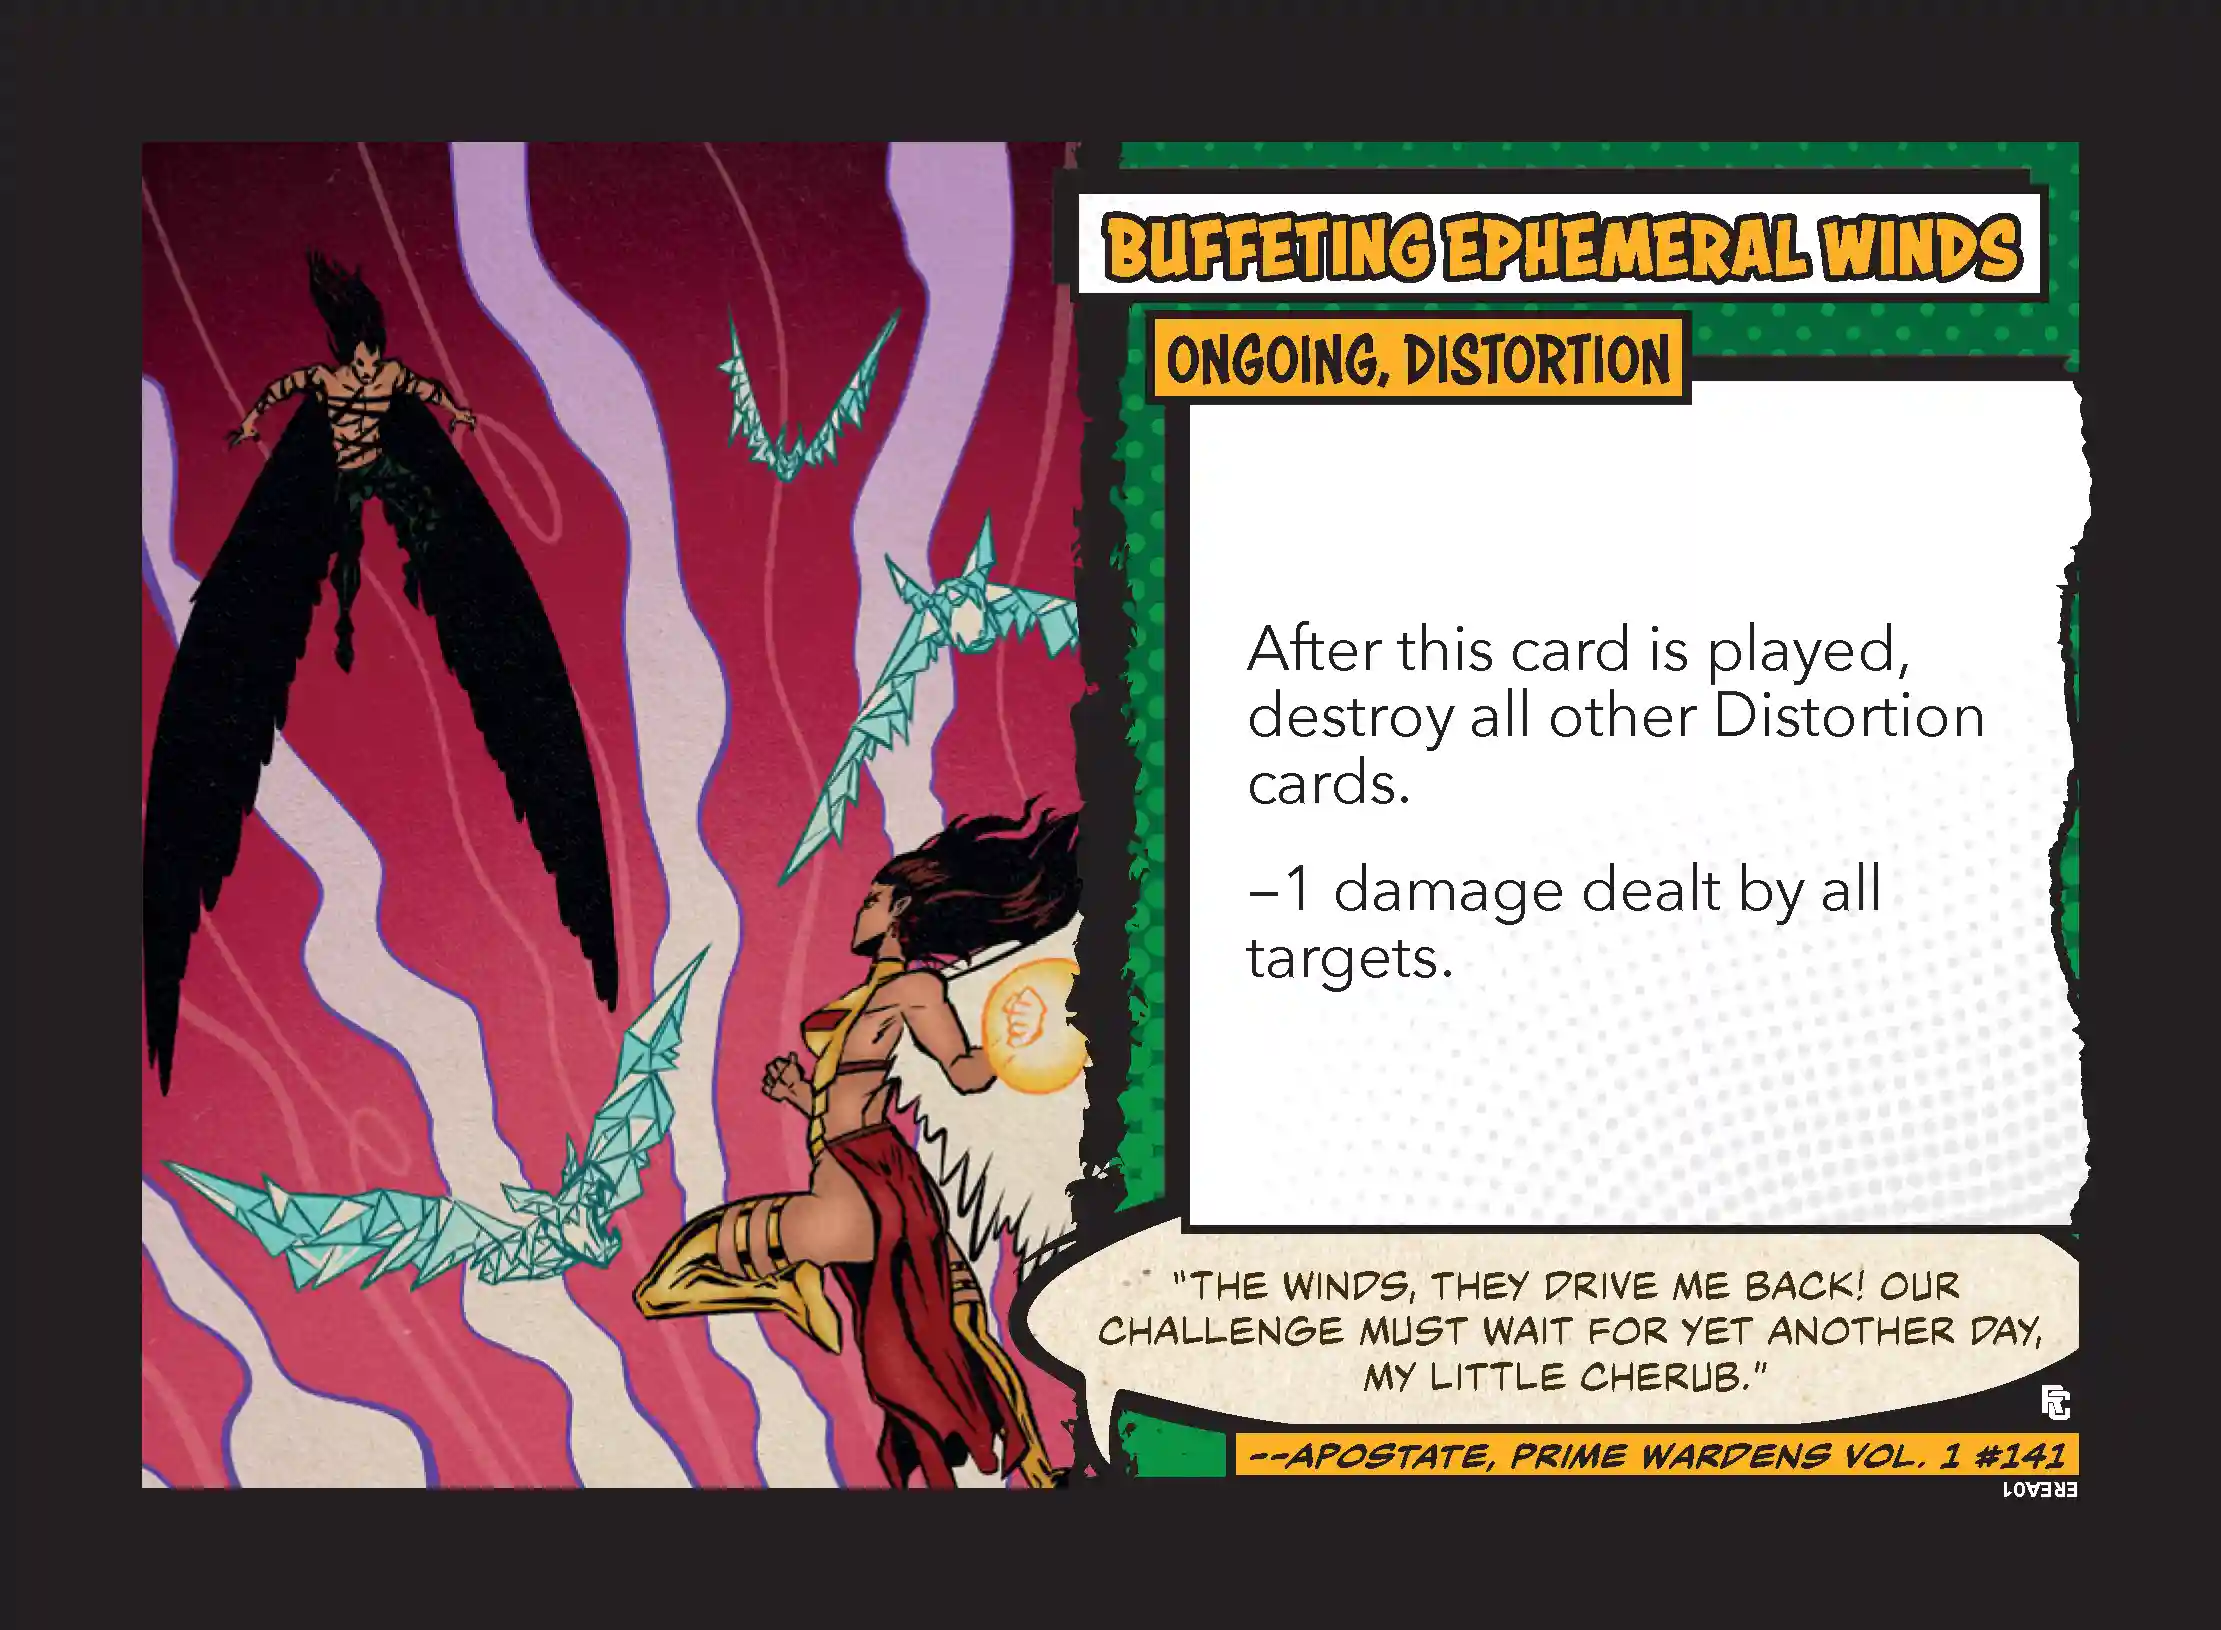 BUFFETING EPHEMERAL WINDS
ONGOING, DISTORTION
After this card is played,
destroy all other Distortion
cards.
–1 damage dealt by all
targets.
"THE WINDS, THEY DRIVE ME BACK! OUR
CHALLENGE MUST WAIT FOR YET ANOTHER DAY,
MY LITTLE CHERUB."
--APOSTATE, PRIME WARDENS VOL. 1 #141
EREA01